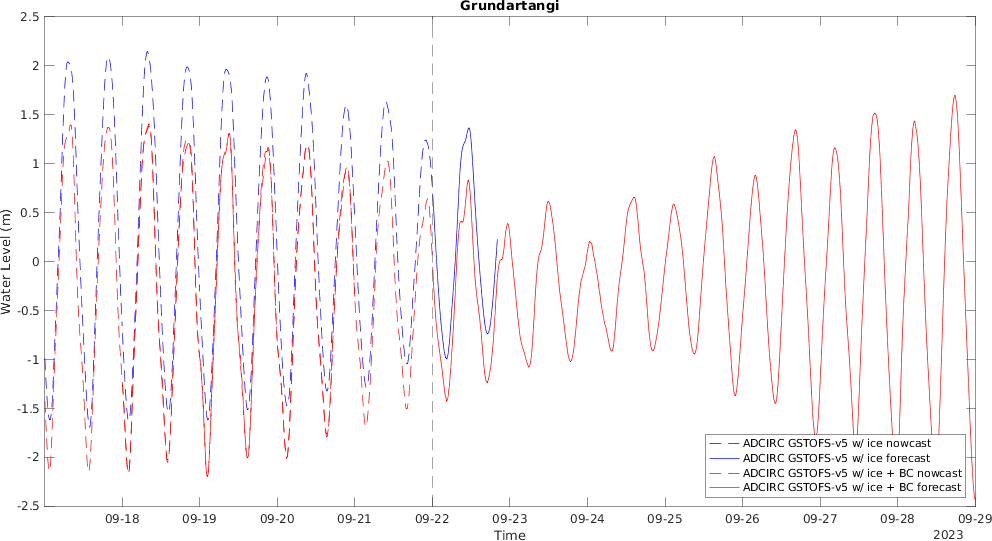 Grundartangi
2.5
2
1.5
1
0.5
0
-0.5
-1
-1.5
-2
-2.5
Water Level (m)
ADCIRC GSTOFS-v5 w/ ice nowcast
ADCIRC GSTOFS-v5 w/ ice forecast
ADCIRC GSTOFS-v5 w/ ice + BC nowcast
ADCIRC GSTOFS-v5 w/ ice + BC forecast
09-18 09-19 09-20 09-21 09-22 09-23 09-24 09-25 09-26 09-27 09-28 09-29
Time
2023